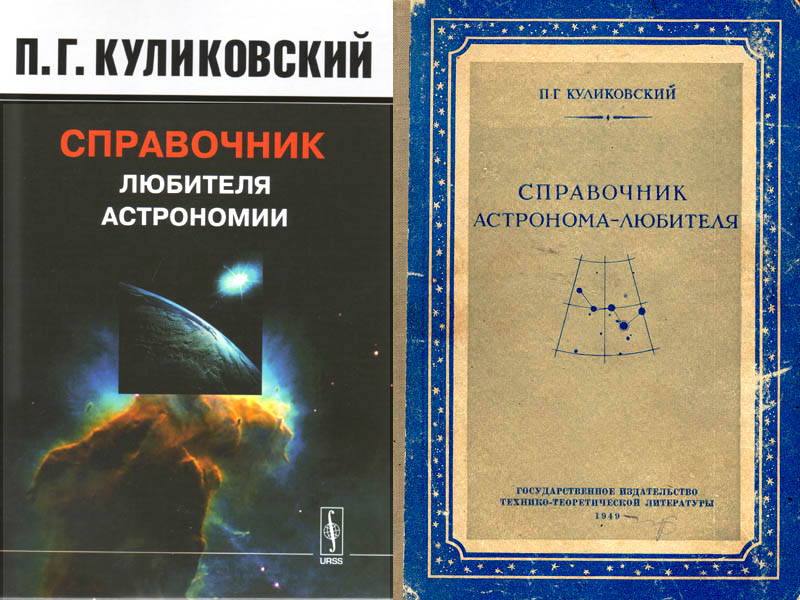 П.Г. КУЛИКОВСКИЙ
СПРАВОЧНИК
ЛЮБИТЕЛЯ
АСТРОНОМИИ
URSS
П. Г. КУЛИКОВСКИЙ
СПРАВОЧНИК
АСТРОНОМА-ЛЮБИТЕЛЯ
ГОСУДАРСТВЕННОЕ ИЗДАТЕЛЬСТВО
ТЕХНИКО-ТЕОРЕТИЧЕСКОЙ ЛИТЕРАТУРЫ
1949